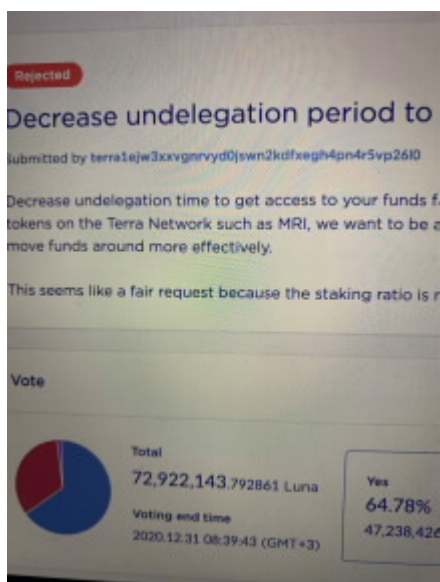 Rejected
Decrease undelegation period to
Submitted by
Decrease undelegation time to get access to your funds
tokens on the Terra Network such as MRI, we want to be
move funds around more effectively.
This seems like a fair request because the staking ratio is
Vote
Total
72,922,143.792861 Luna
Voting end time
2020.12.31 08:39:43 (GMT+3)
Yes
64.78%
47,238,426